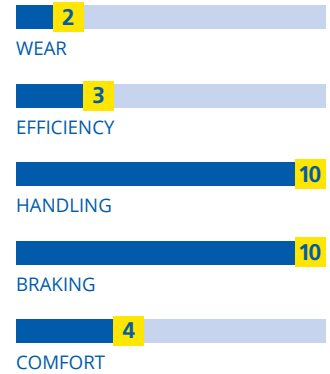 2
WEAR
3
EFFICIENCY
10
HANDLING
10
BRAKING
4
COMFORT